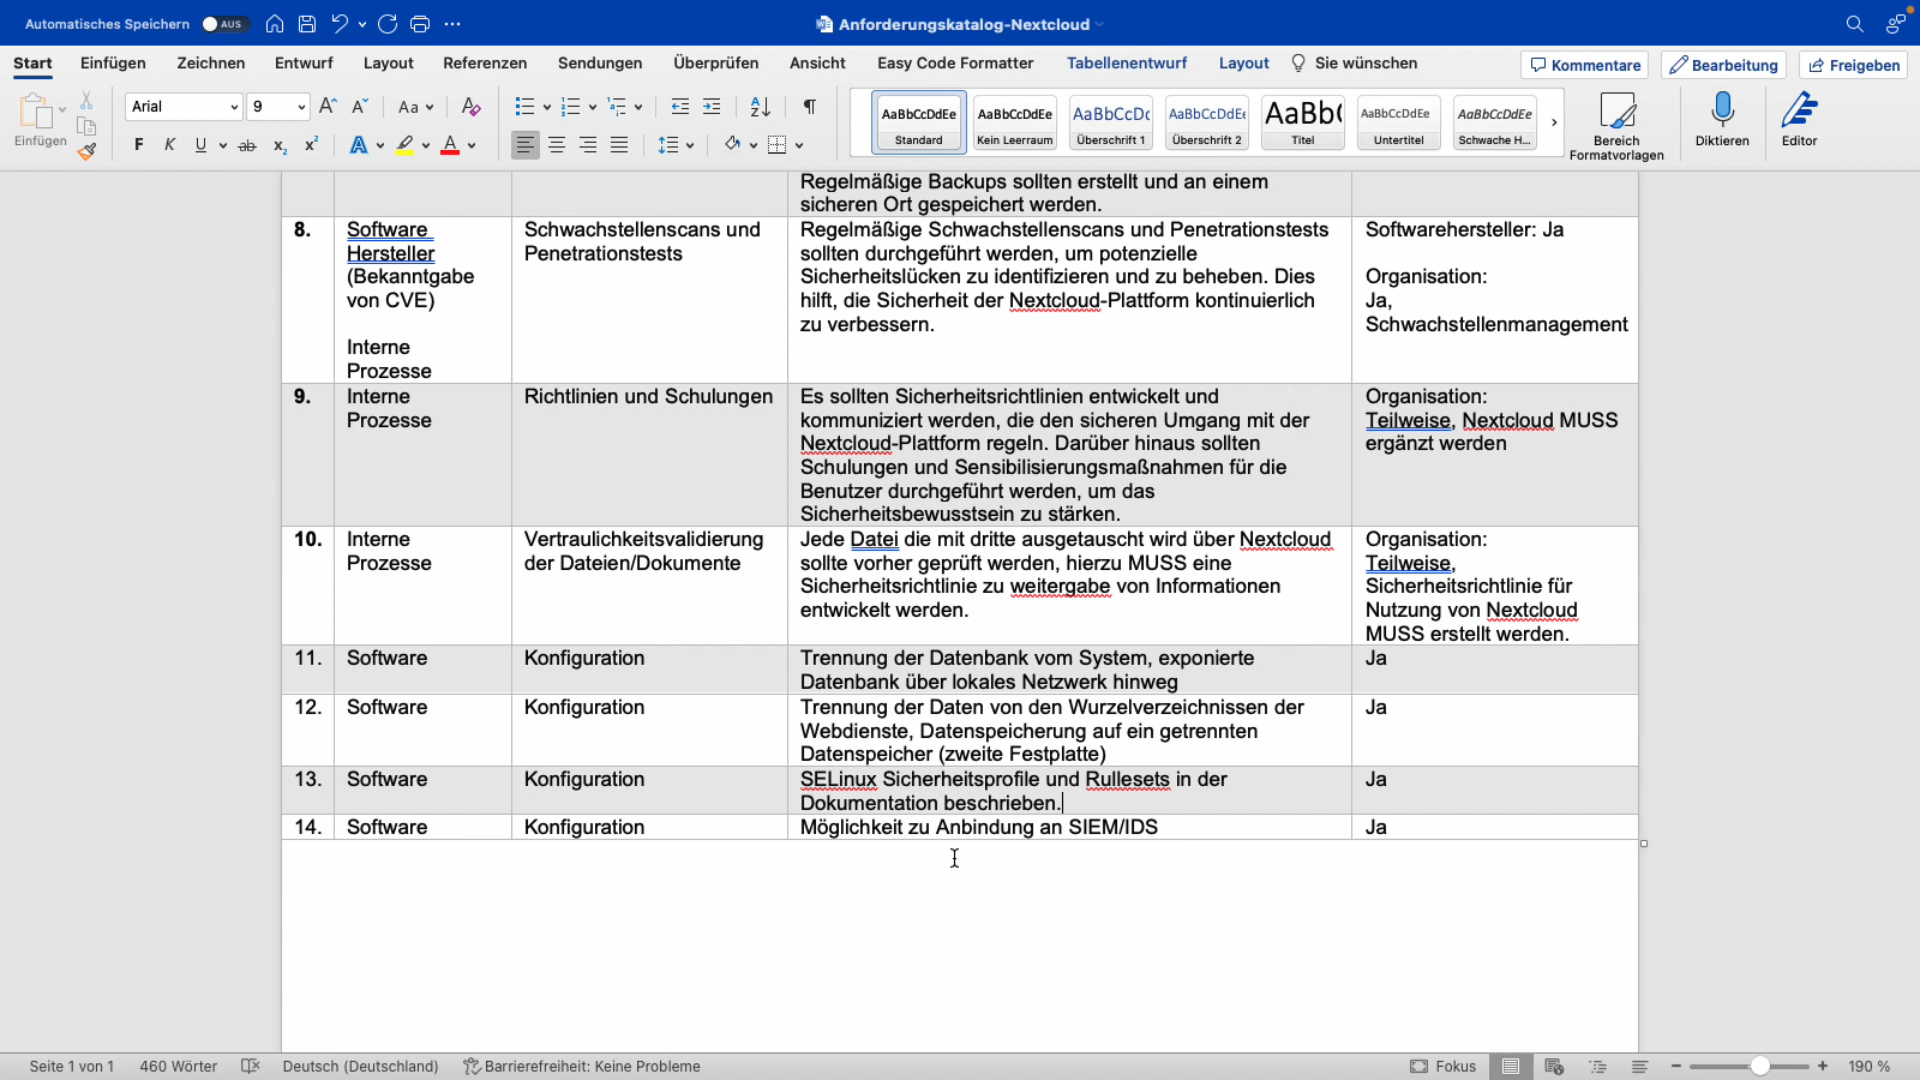 Automatisches Speichern AUS Anforderungskatalog-Nextcloud
Start Einfügen Zeichnen Entwurf Layout Referenzen Sendungen Überprüfen Ansicht Easy Code Formatter Tabellenentwurf Layout Sie wünschen Kommentare Bearbeitung Freigeben
Einfügen
Arial 9
F K U ab x₂ x² A A
AaBbCcDdEe AaBbCcDdEe AaBbCcDc AaBbCcDdEe AaBb( AaBbCcDdEe AaBbCcDdEe
Standard Kein Leerraum Überschrift 1 Überschrift 2 Titel Untertitel Schwache H...
Bereich
Formatvorlagen
Diktieren
Editor
Regelmäßige Backups sollten erstellt und an einem
sicheren Ort gespeichert werden.
8.
Software
Hersteller
(Bekanntgabe
von CVE)
Interne
Prozesse
Schwachstellenscans und
Penetrationstests
Regelmäßige Schwachstellenscans und Penetrationstests
sollten durchgeführt werden, um potenzielle
Sicherheitslücken zu identifizieren und zu beheben. Dies
hilft, die Sicherheit der Nextcloud-Plattform kontinuierlich
zu verbessern.
Softwarehersteller: Ja
Organisation:
Ja,
Schwachstellenmanagement
9.
Interne
Prozesse
Richtlinien und Schulungen
Es sollten Sicherheitsrichtlinien entwickelt und
kommuniziert werden, die den sicheren Umgang mit der
Nextcloud-Plattform regeln. Darüber hinaus sollten
Schulungen und Sensibilisierungsmaßnahmen für die
Benutzer durchgeführt werden, um das
Sicherheitsbewusstsein zu stärken.
Organisation:
Teilweise, Nextcloud MUSS
ergänzt werden
10.
Interne
Prozesse
Vertraulichkeitsvalidierung
der Dateien/Dokumente
Jede Datei die mit dritte ausgetauscht wird über Nextcloud
sollte vorher geprüft werden, hierzu MUSS eine
Sicherheitsrichtlinie zu weitergabe von Informationen
entwickelt werden.
Organisation:
Teilweise,
Sicherheitsrichtlinie für
Nutzung von Nextcloud
MUSS erstellt werden.
11.
Software
Konfiguration
Trennung der Datenbank vom System, exponierte
Datenbank über lokales Netzwerk hinweg
Ja
12.
Software
Konfiguration
Trennung der Daten von den Wurzelverzeichnissen der
Webdienste, Datenspeicherung auf ein getrennten
Datenspeicher (zweite Festplatte)
Ja
13.
Software
Konfiguration
SELinux Sicherheitsprofile und Rullesets in der
Dokumentation beschrieben.
Ja
14.
Software
Konfiguration
Möglichkeit zu Anbindung an SIEM/IDS
Ja
Seite 1 von 1 460 Wörter Deutsch (Deutschland) Barrierefreiheit: Keine Probleme Fokus 190 %